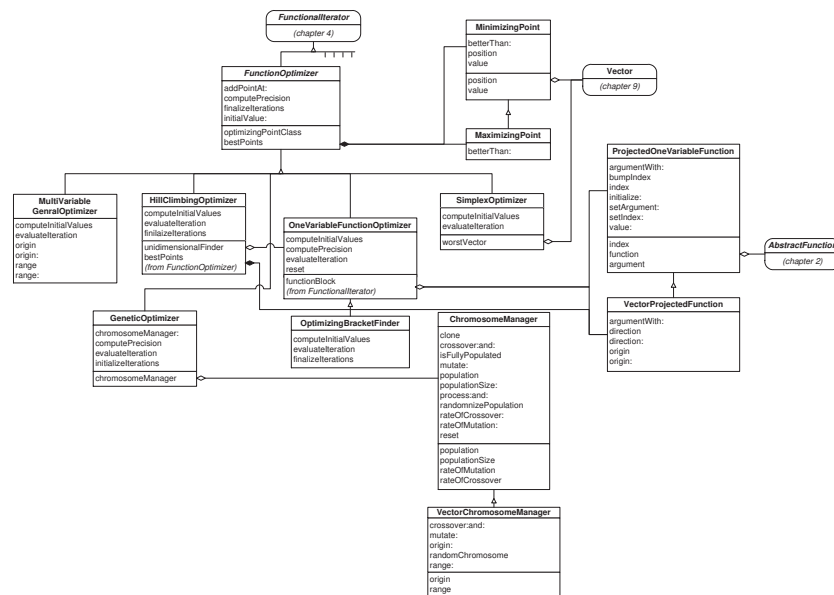 FunctionalIterator
(chapter 4)
FunctionOptimizer
addPointAt:
computePrecision
finalizeIterations
initialValue:
optimizingPointClass
bestPoints
MinimizingPoint
betterThan:
position
value
position
value
Vector
(chapter 9)
MaximizingPoint
betterThan:
ProjectedOneVariableFunction
argumentWith:
bumpIndex
index
initialize:
setArgument:
setIndex:
value:
index
function
argument
AbstractFunction
(chapter 2)
MultiVariable
GenralOptimizer
computeInitialValues
evaluateIteration
origin
origin:
range
range:
HillClimbingOptimizer
computeInitialValues
evaluateIteration
finilaizeIterations
unidimensionalFinder
bestPoints
(from FunctionOptimizer)
OneVariableFunctionOptimizer
computeInitialValues
computePrecision
evaluateIteration
reset
functionBlock
(from FunctionalIterator)
SimplexOptimizer
computeInitialValues
evaluateIteration
worstVector
VectorProjectedFunction
argumentWith:
direction
direction:
origin
origin:
GeneticOptimizer
chromosomeManager:
computePrecision
evaluateIteration
initializeIterations
chromosomeManager
OptimizingBracketFinder
computeInitialValues
evaluateIteration
finalizeIterations
ChromosomeManager
clone
crossover:and:
isFullyPopulated
mutate:
population
populationSize:
process:and:
randomnizePopulation
rateOfCrossover:
rateOfMutation:
reset
population
populationSize
rateOfMutation
rateOfCrossover
VectorChromosomeManager
crossover:and:
mutate:
origin:
randomChromosome
range:
origin
range